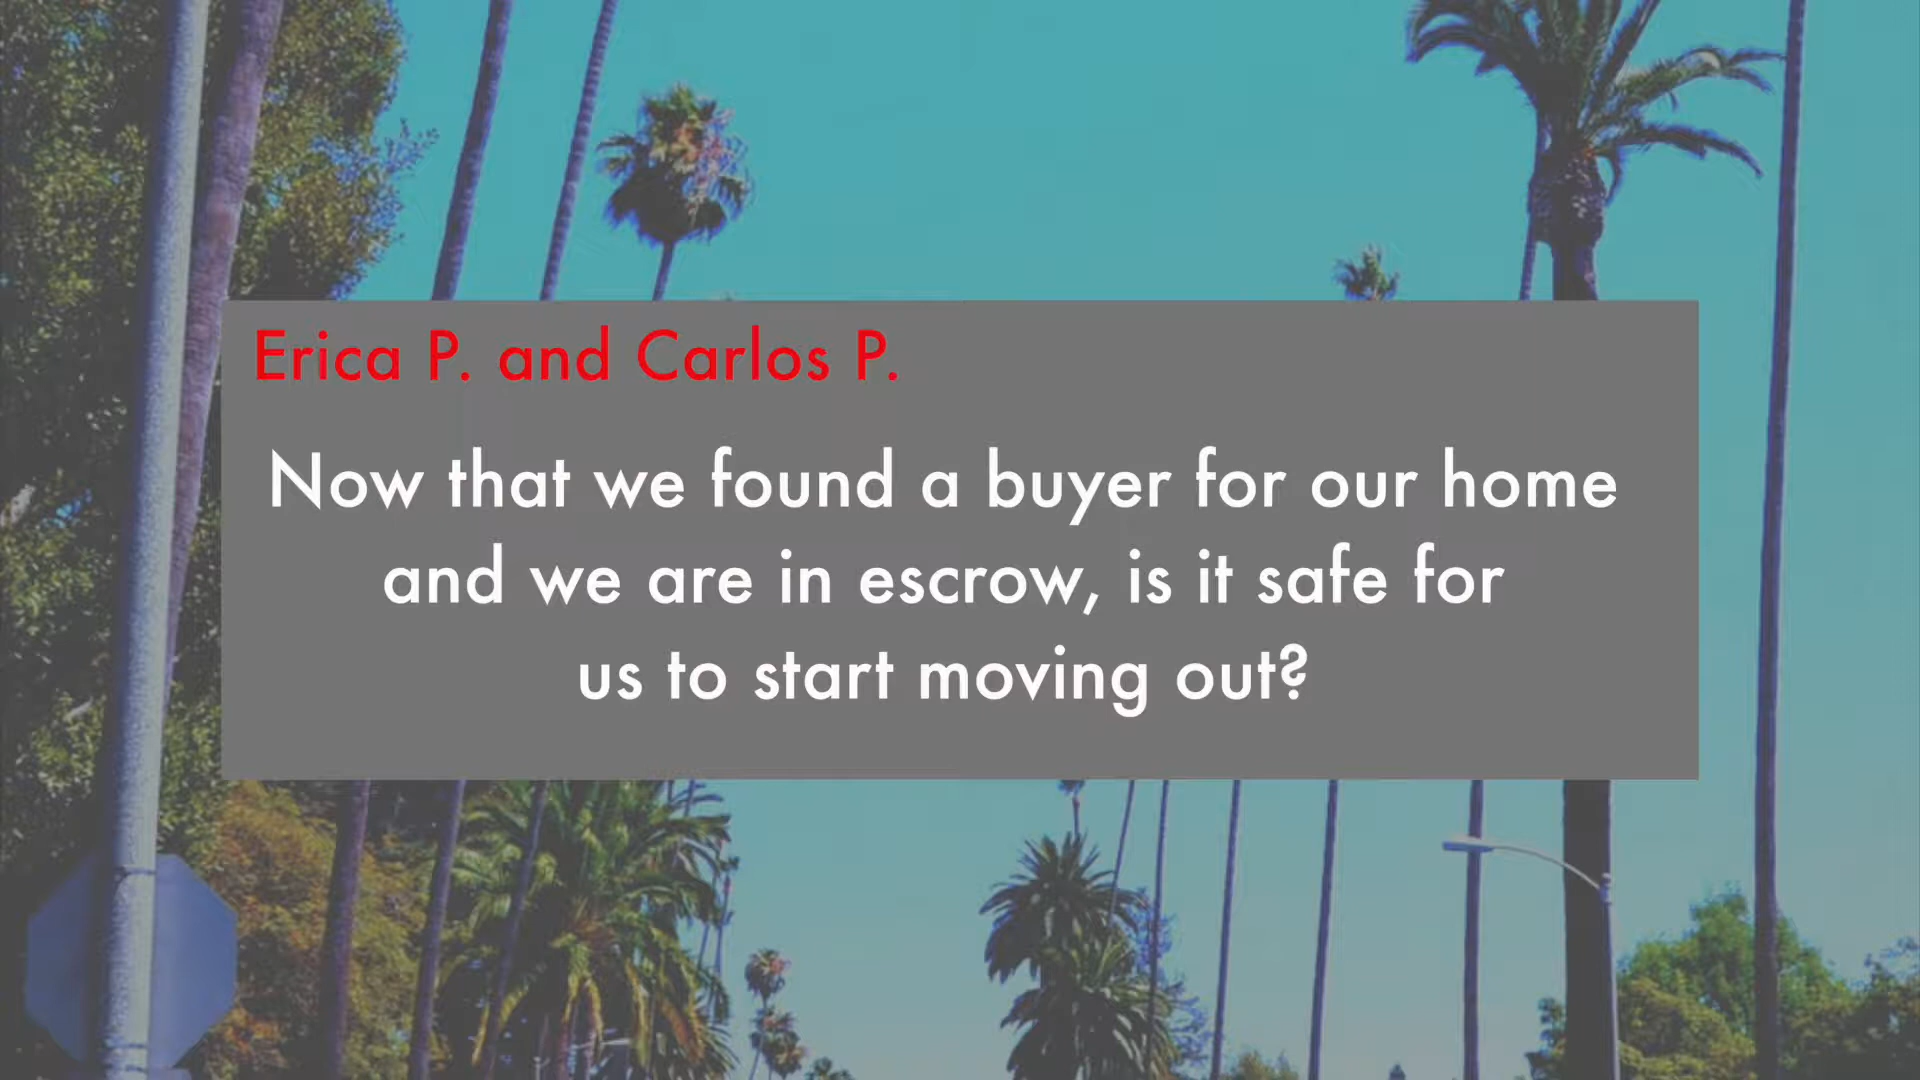 Erica P. and Carlos P.
Now that we found a buyer for our home
and we are in escrow, is it safe for
us to start moving out?